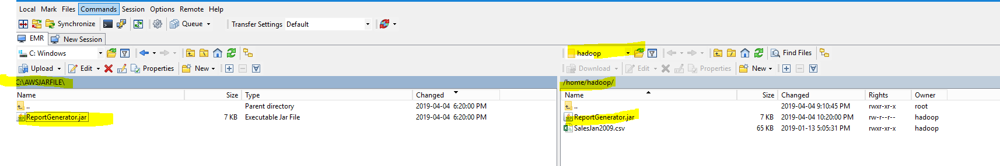 Local Mark Files Commands Session Options Remote Help
Synchronize Queue Transfer Settings Default
EMR New Session
C: Windows hadoop Find Files
Upload Edit Properties New Download Edit Properties New
C:\AWSJARFILE\ /home/hadoop/
Name Size Type Changed Name Size Changed Rights Owner
.. Parent directory 2019-04-04 6:20:00 PM .. 2019-04-04 9:10:45 PM rwxr-xr-x root
ReportGenerator.jar 7 KB Executable Jar File 2019-04-04 6:20:00 PM ReportGenerator.jar 7 KB 2019-04-04 10:20:00 PM rw-r--r-- hadoop
SalesJan2009.csv 65 KB 2019-01-13 5:05:31 PM rwxr-xr-x hadoop